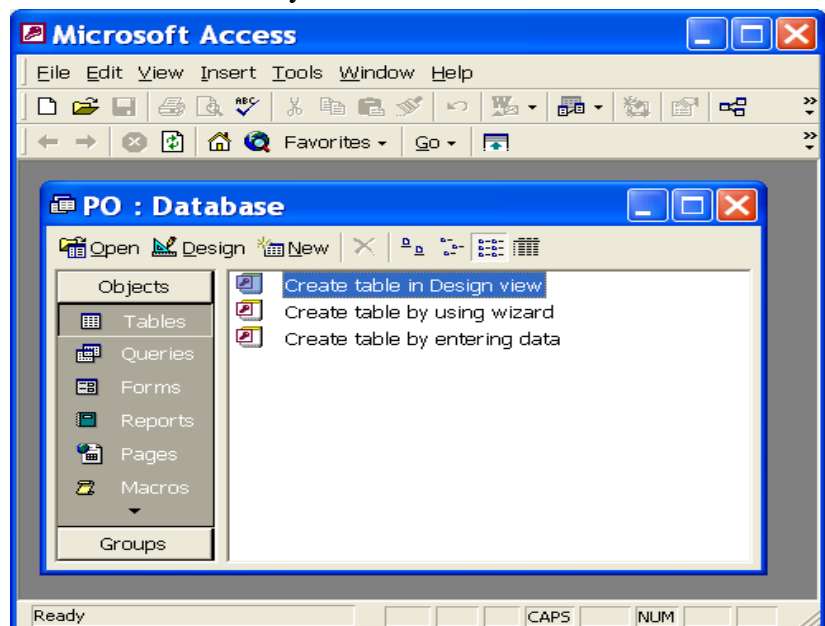 Microsoft Access
File Edit View Insert Tools Window Help
ABC
Favorites Go
PO : Database
Open Design New
Objects
Tables
Queries
Forms
Reports
Pages
Macros
Groups
Create table in Design view
Create table by using wizard
Create table by entering data
Ready CAPS NUM